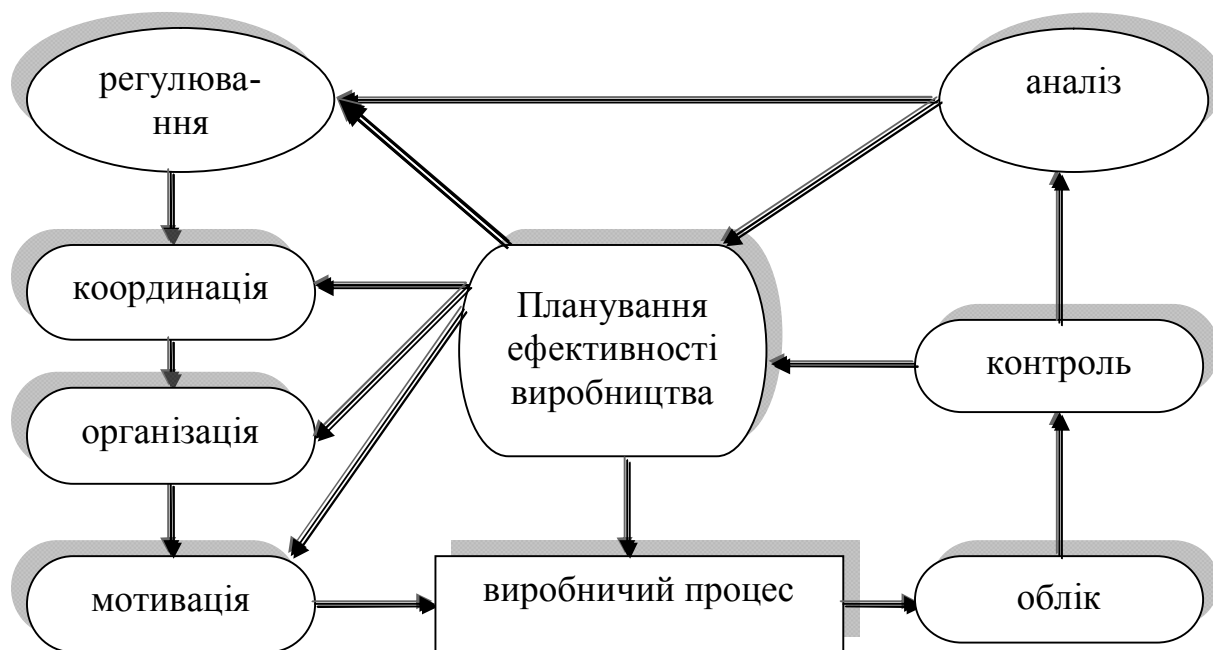 регулюва-
ння
аналіз
координація
Планування
ефективності
виробництва
контроль
організація
мотивація
виробничий процес
облік